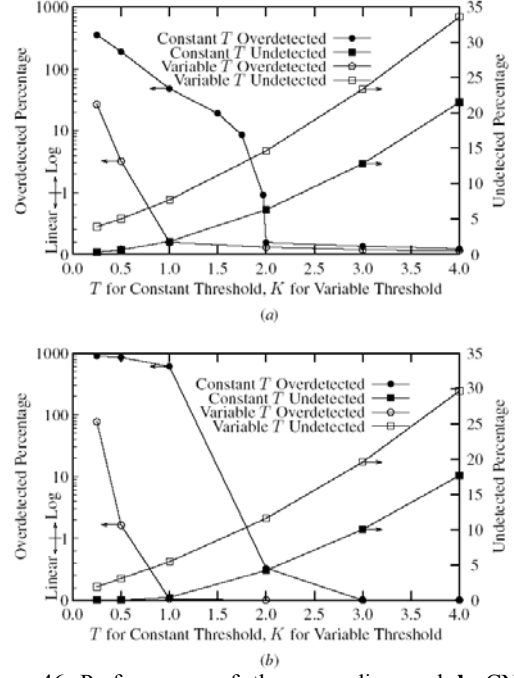 1000
100
10
1
0
Overdetected Percentage
Linear Log
35
30
25
20
15
10
5
0
Undetected Percentage
Constant T Overdetected
Constant T Undetected
Variable T Overdetected
Variable T Undetected
0.0 0.5 1.0 1.5 2.0 2.5 3.0 3.5 4.0
T for Constant Threshold, K for Variable Threshold
(a)
1000
100
10
1
0
Overdetected Percentage
Linear Log
35
30
25
20
15
10
5
0
Undetected Percentage
Constant T Overdetected
Constant T Undetected
Variable T Overdetected
Variable T Undetected
0.0 0.5 1.0 1.5 2.0 2.5 3.0 3.5 4.0
T for Constant Threshold, K for Variable Threshold
(b)
46